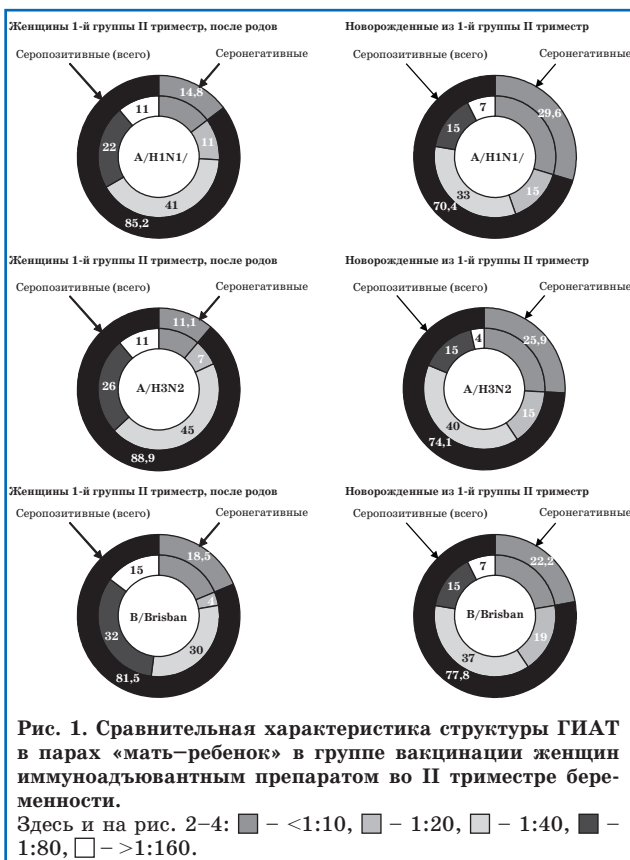 Женщины 1-й группы II триместр, после родов
Новорожденные из 1-й группы II триместр
Серопозитивные (всего)
Серонегативные
14,8
11
11
22
A/H1N1/
41
85,2
Серопозитивные (всего)
Серонегативные
29,6
7
15
A/H1N1/
33
15
70,4
Женщины 1-й группы II триместр, после родов
Новорожденные из 1-й группы II триместр
Серопозитивные (всего)
Серонегативные
11,1
11
7
26
A/H3N2
45
88,9
Серопозитивные (всего)
Серонегативные
25,9
4
15
A/H3N2
40
15
74,1
Женщины 1-й группы II триместр, после родов
Новорожденные из 1-й группы II триместр
Серопозитивные (всего)
Серонегативные
18,5
15
4
32
B/Brisban
30
81,5
Серопозитивные (всего)
Серонегативные
22,2
7
15
B/Brisban
37
19
77,8
Рис. 1. Сравнительная характеристика структуры ГИАТ
в парах «мать–ребенок» в группе вакцинации женщин
иммуноадъювантным препаратом во II триместре бере-
менности.
Здесь и на рис. 2–4: – <1:10, – 1:20, – 1:40, –
1:80, – >1:160.